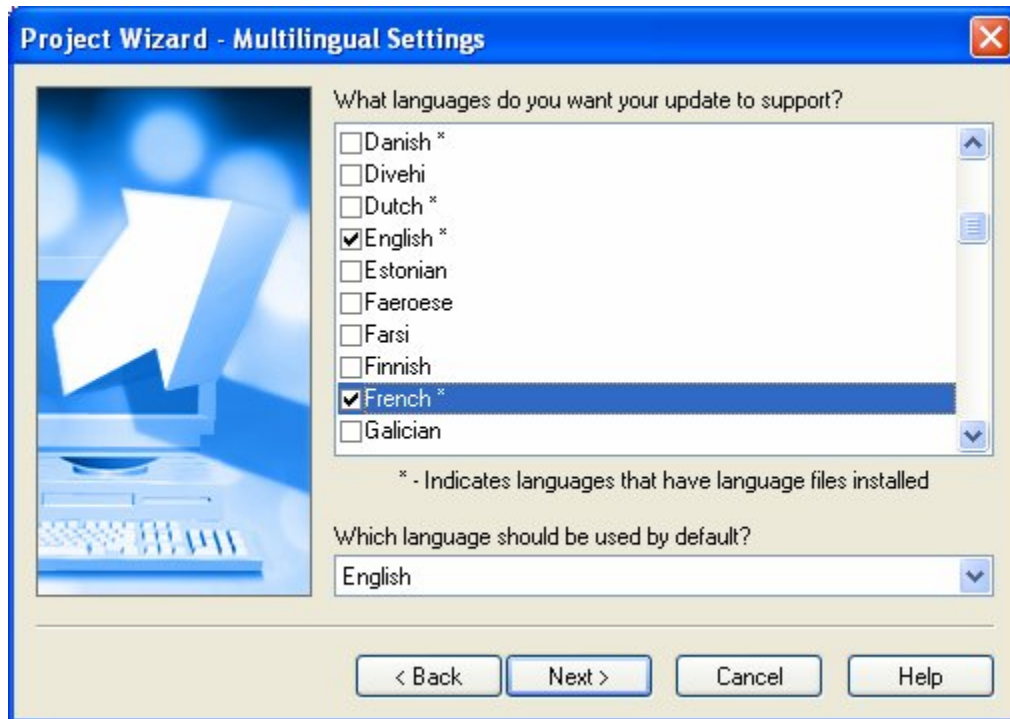 Project Wizard - Multilingual Settings
What languages do you want your update to support?
Danish *
Divehi
Dutch *
English *
Estonian
Faeroese
Farsi
Finnish
French *
Galician
* - Indicates languages that have language files installed
Which language should be used by default?
English
< Back Next > Cancel Help